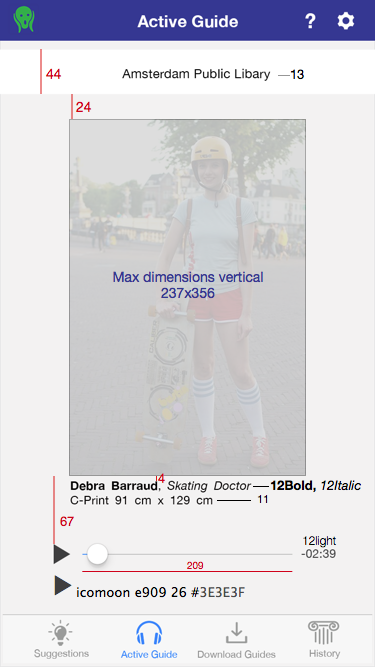 Active Guide ?
44 Amsterdam Public Libary —13
24
Max dimensions vertical
237x356
4
Debra Barraud, Skating Doctor — 12Bold, 12Italic
C-Print 91 cm x 129 cm — 11
67
12light
-02:39
209
icomoon e909 26 #3E3E3F
Suggestions Active Guide Download Guides History